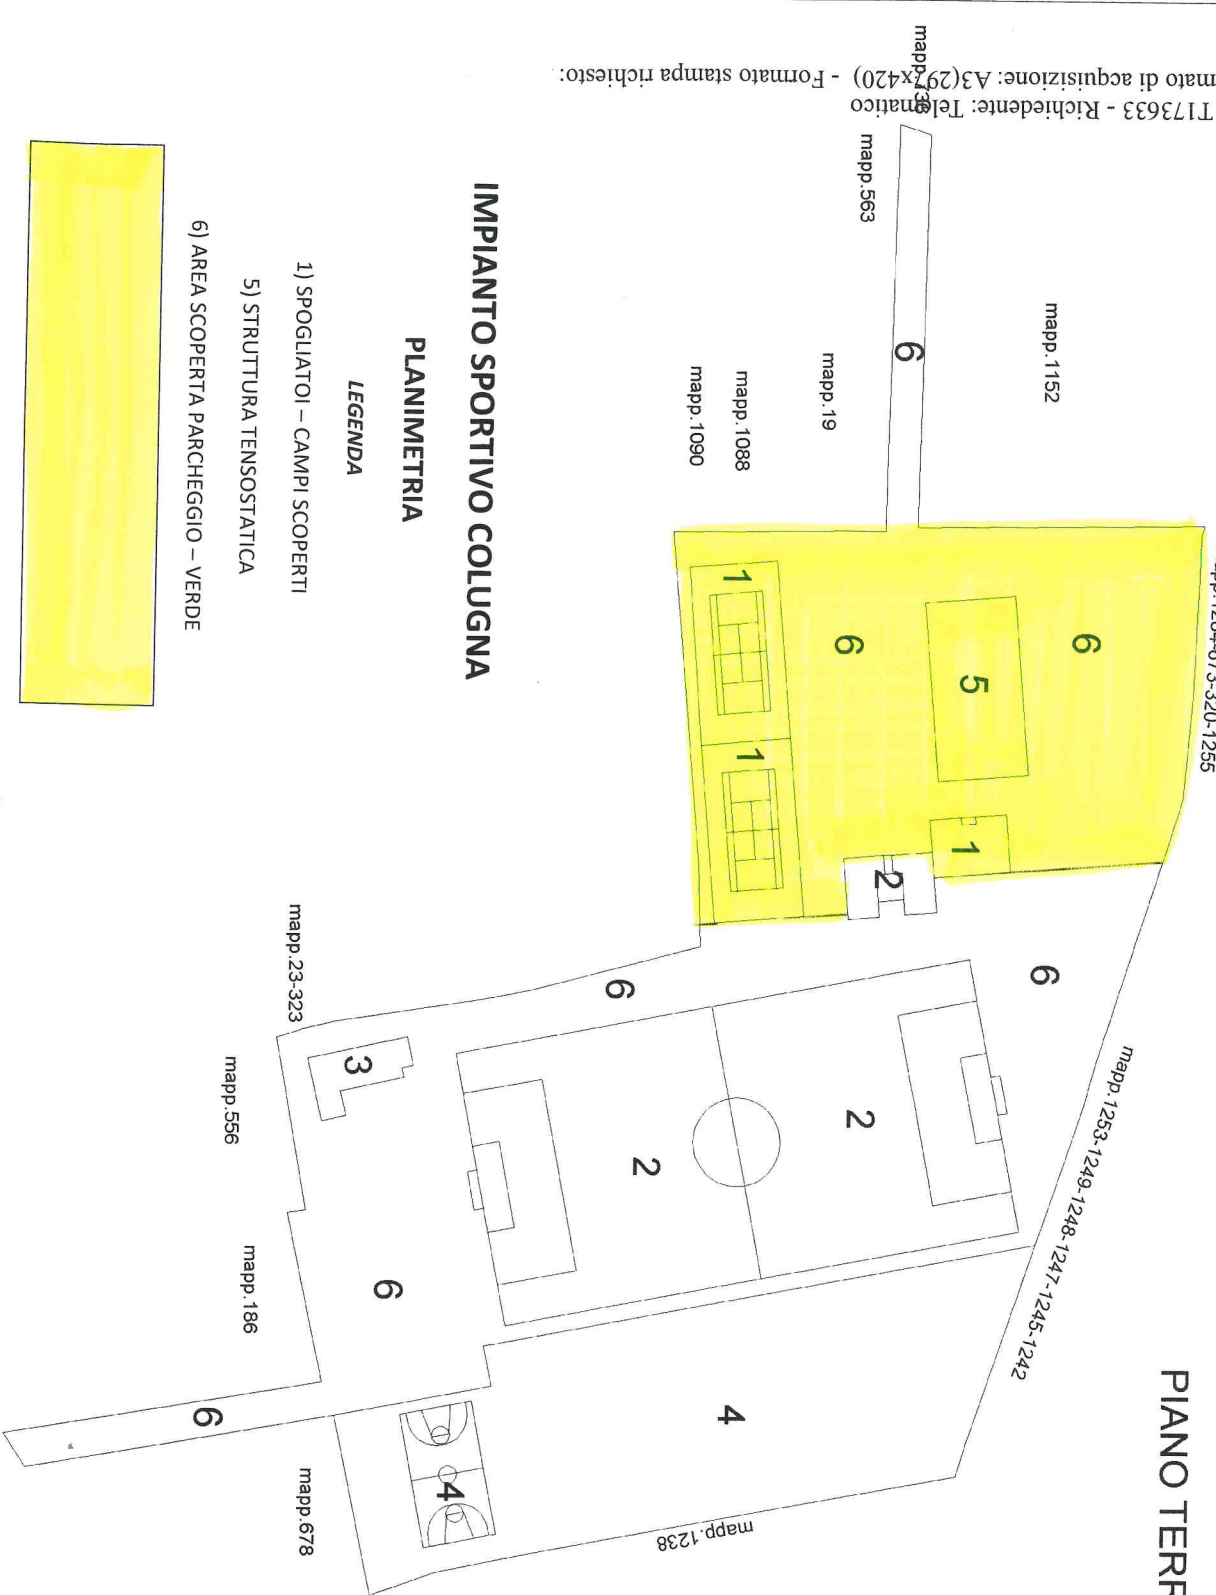 mato di acquisizione: A3(297x420) - Formato stampa richiesto:
T173633 - Richiedente: Telematico
PIANO TERR
mapp.1152
mapp.563
mapp.19
mapp.1088
mapp.1090
6
6
6
5
1
1
1
2
6
6
2
2
3
6
4
4
6
mapp.1253-1249-1248-1247-1245-1242
mapp.1238
mapp.23-323
mapp.556
mapp.186
mapp.678
IMPIANTO SPORTIVO COLUGNA
PLANIMETRIA
LEGENDA
1) SPOGLIATOI – CAMPI SCOPERTI
5) STRUTTURA TENSOSTATICA
6) AREA SCOPERTA PARCHEGGIO – VERDE